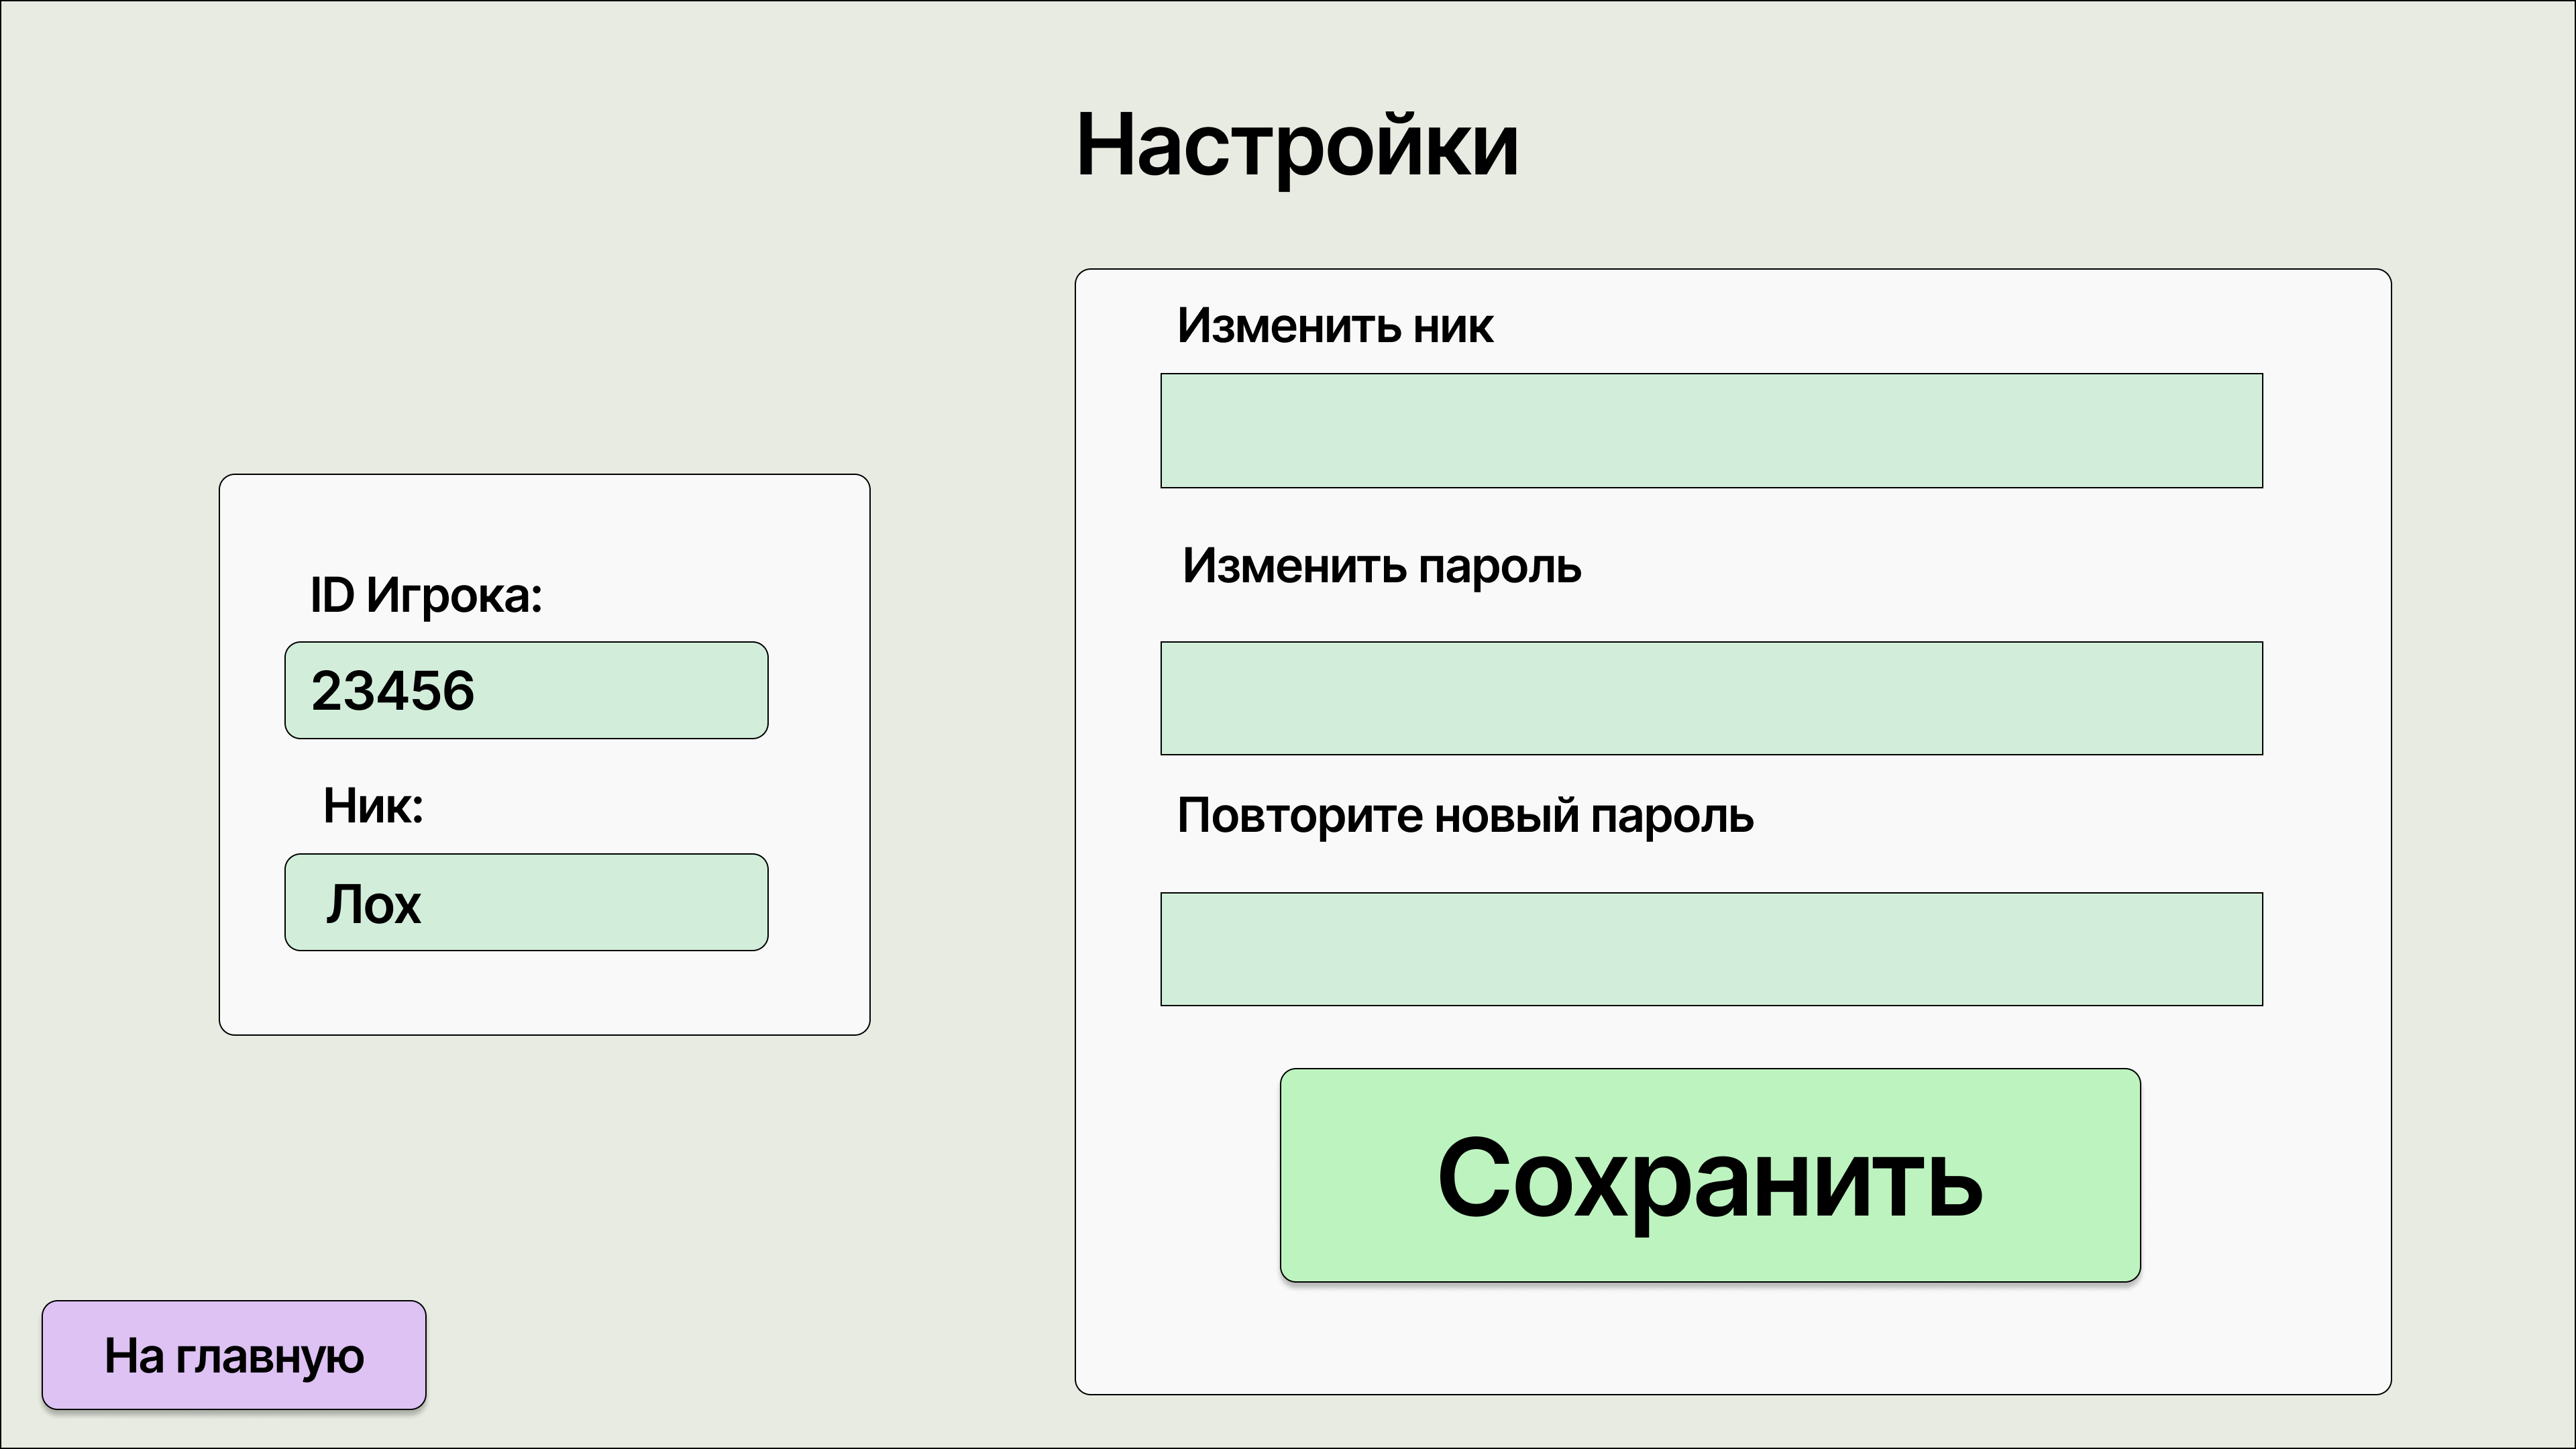 Настройки
ID Игрока:
23456
Ник:
Лох
Изменить ник
Изменить пароль
Повторите новый пароль
Сохранить
На главную